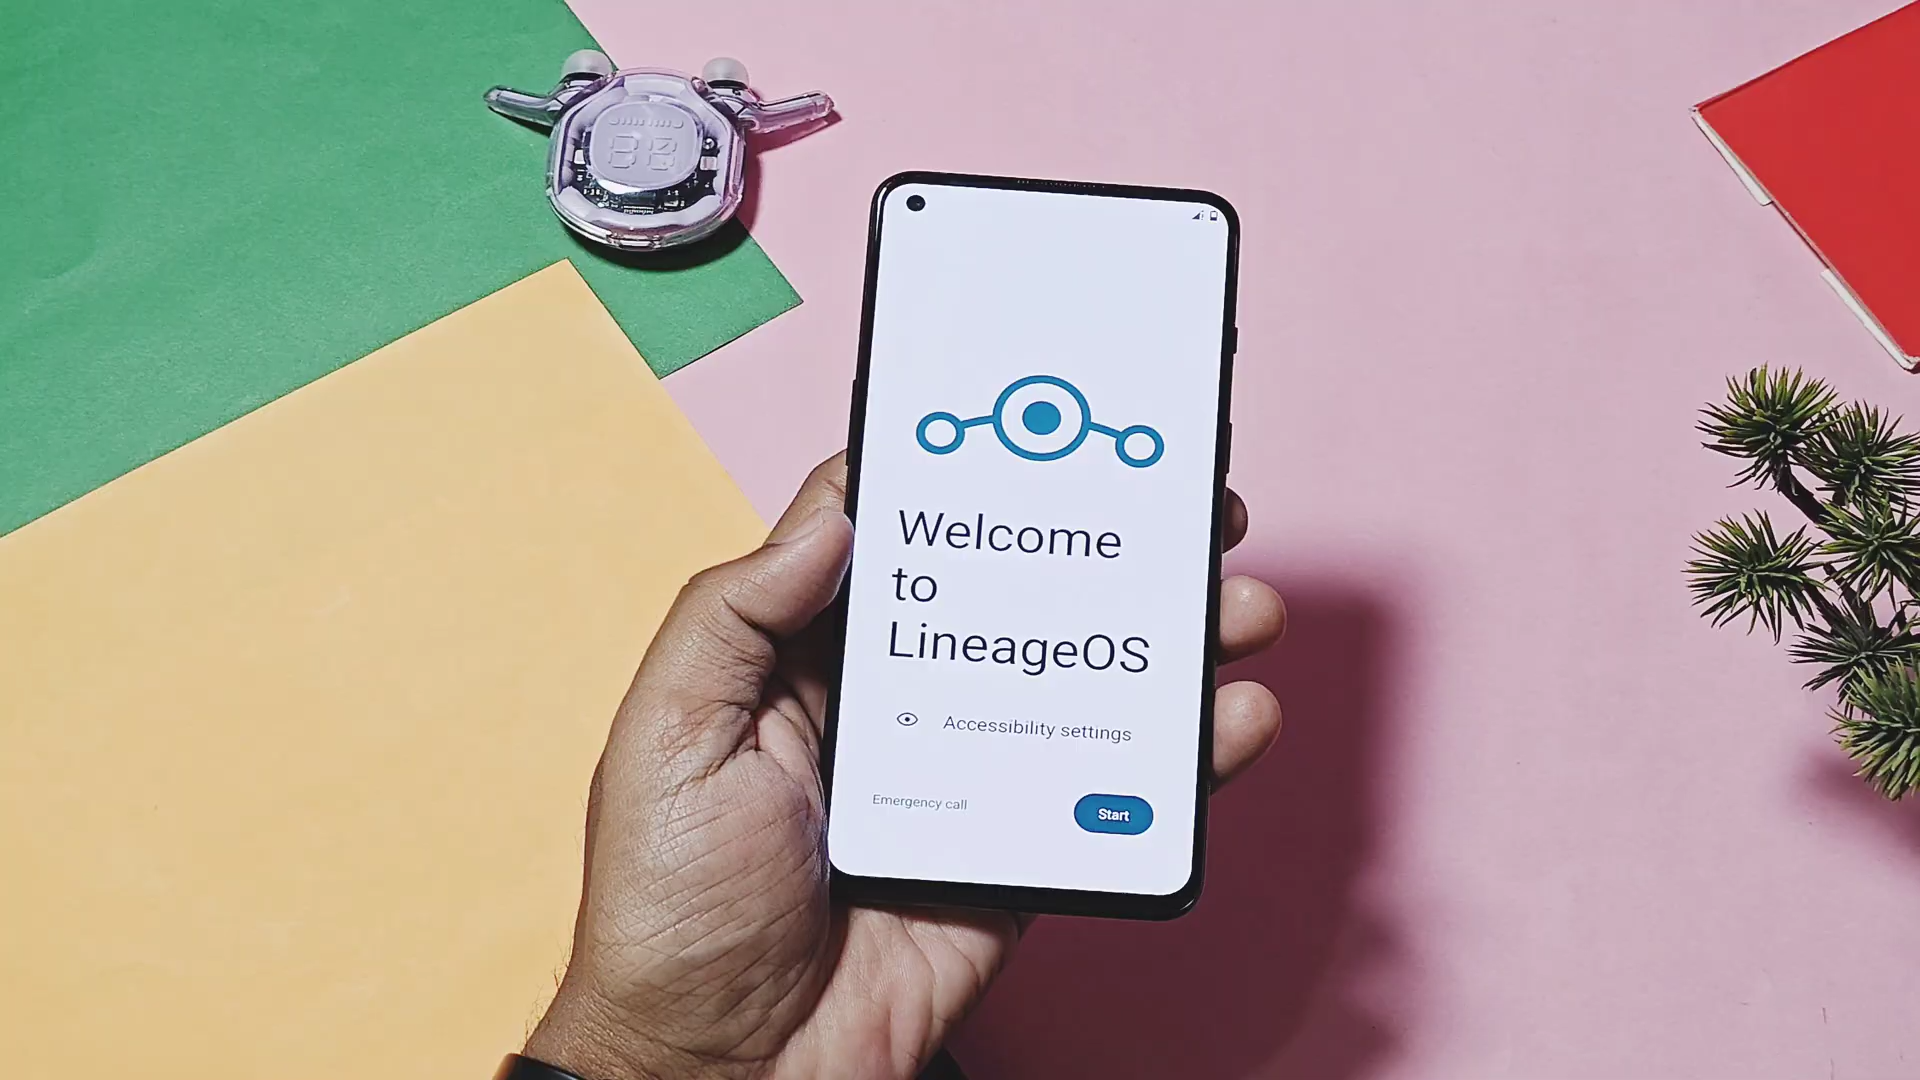 Welcome
to
LineageOS
Accessibility settings
Emergency call
Start